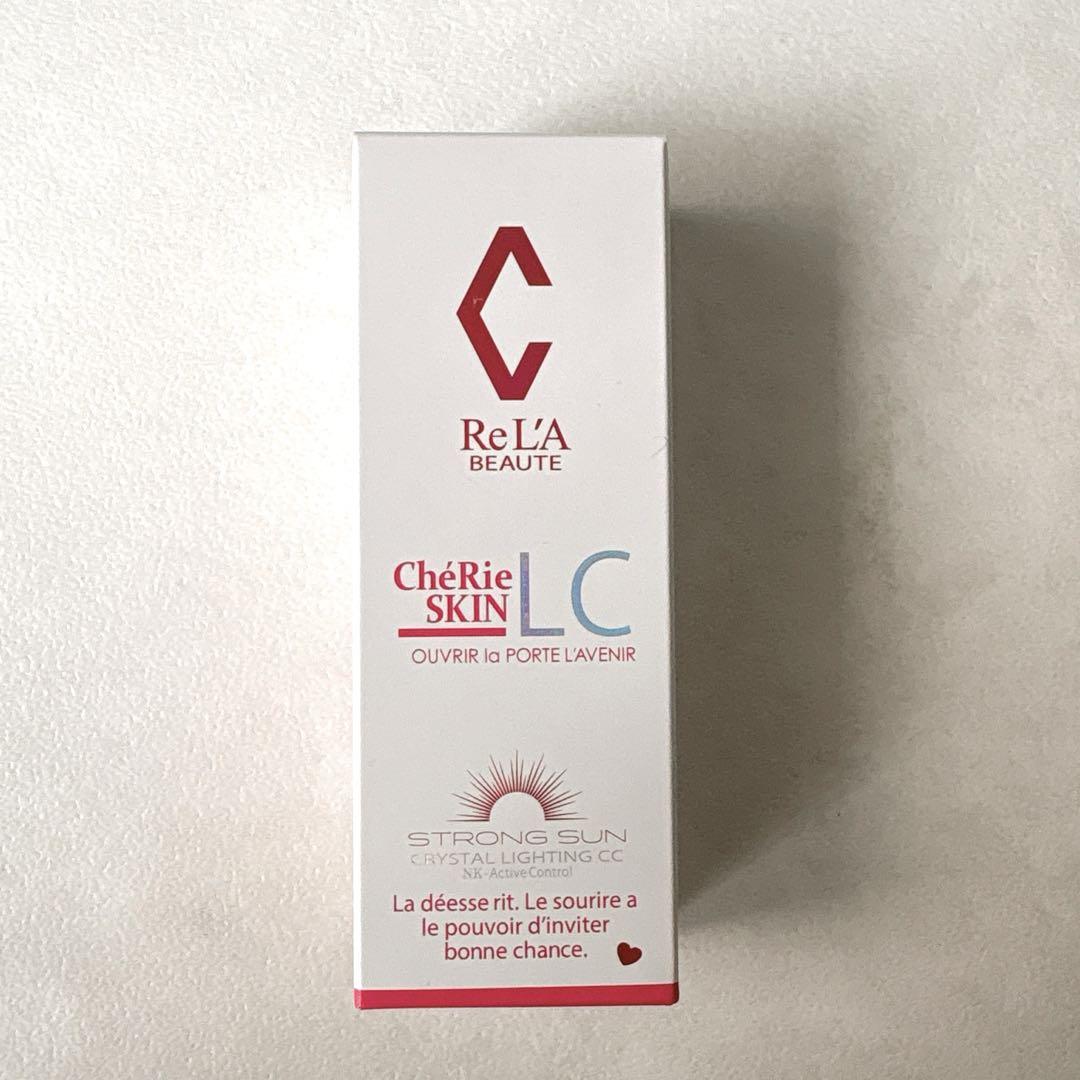 C
ReL'A
BEAUTE
ChéRie
SKIN
LC
OUVRIR la PORTE L'AVENIR
STRONG SUN
CRYSTAL LIGHTING CC
NK-Active Control
La déesse rit. Le sourire a
le pouvoir d'inviter
bonne chance.